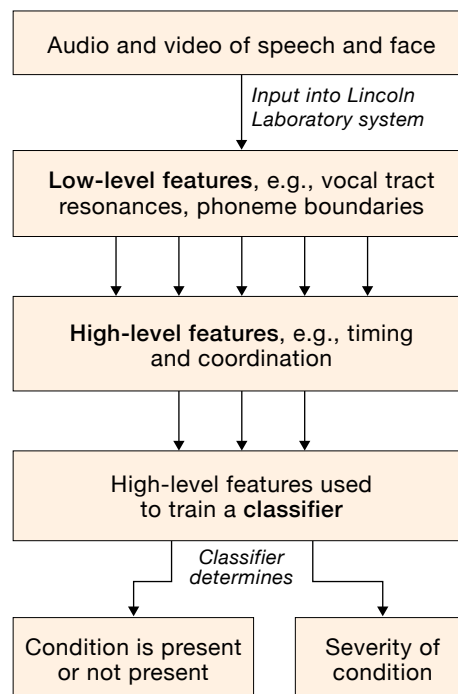 Audio and video of speech and face
Input into Lincoln
Laboratory system
Low-level features, e.g., vocal tract
resonances, phoneme boundaries
High-level features, e.g., timing
and coordination
High-level features used
to train a classifier
Classifier
determines
Condition is present
or not present
Severity of
condition